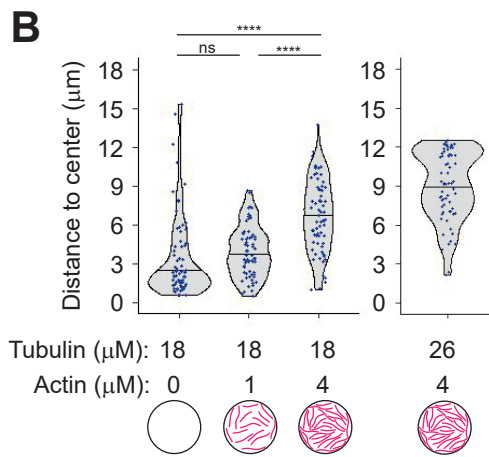 B
****
ns ****
18 18
15 15
12 12
9 9
6 6
3 3
0 0
Distance to center (μm)
Tubulin (μM): 18 18 18 26
Actin (μM): 0 1 4 4